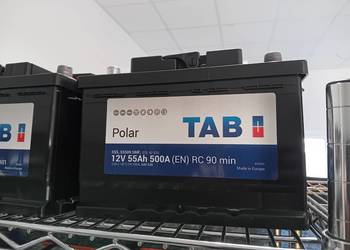 Polar
TAB
12V 55Ah 500A (EN) RC 90 min
Made in Europe